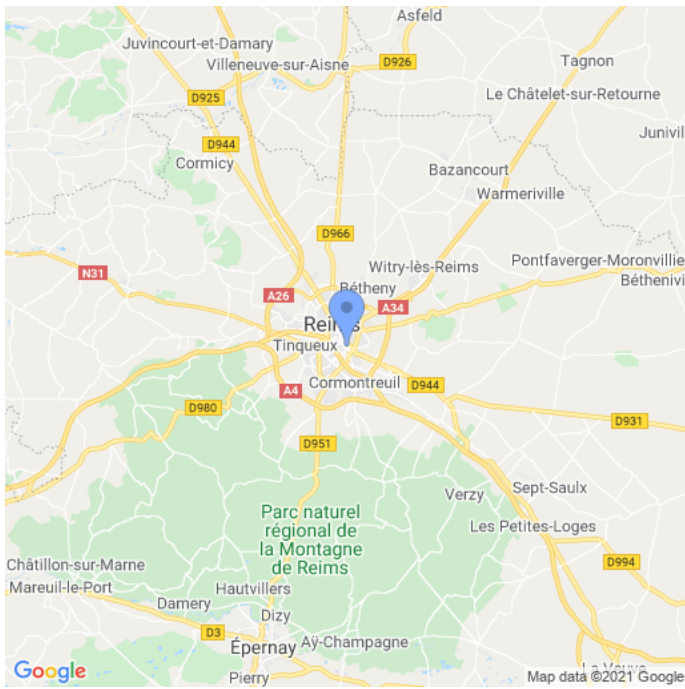 Asfeld
Juvincourt-et-Damary
Villeneuve-sur-Aisne
D926
Tagnon
D925
Le Châtelet-sur-Retourne
Junivil
D944
Cormicy
Bazancourt
Warmeriville
D966
N31
Witry-lès-Reims
Pontfaverger-Moronvillie
Bétheny
Bétheniv
A26
A34
Reims
Tinqueux
Cormontreuil
D944
A4
D980
D931
D951
Verzy
Sept-Saulx
Parc naturel
régional de
la Montagne
de Reims
Les Petites-Loges
Châtillon-sur-Marne
D994
Mareuil-le-Port
Hautvillers
Damery
Dizy
D3
Aÿ-Champagne
Épernay
La Veuve
Google
Pierry
Map data ©2021 Google